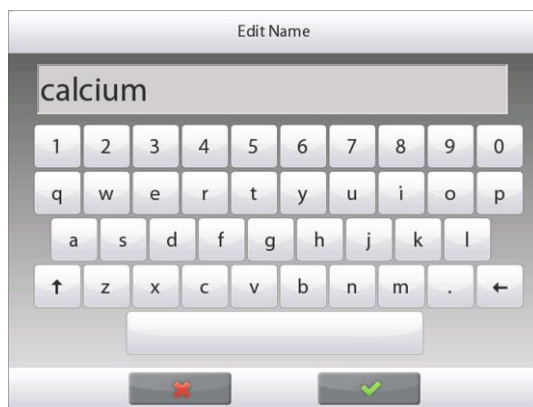 Edit Name
calcium
1 2 3 4 5 6 7 8 9 0
q w e r t y u i o p
a s d f g h j k l
↑ z x c v b n m . ←